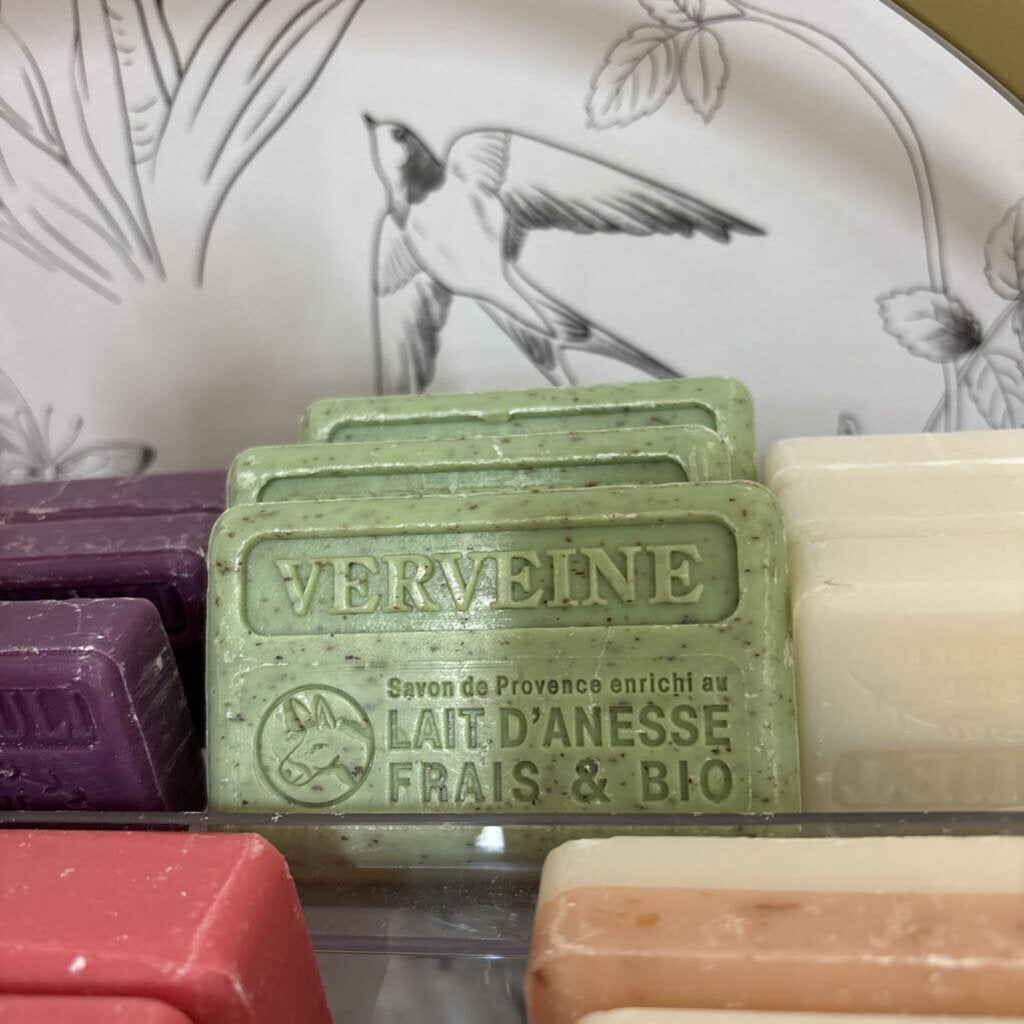 VERVEINE
Savon de Provence enrichi au
LAIT D'ANESSE
FRAIS & BIO